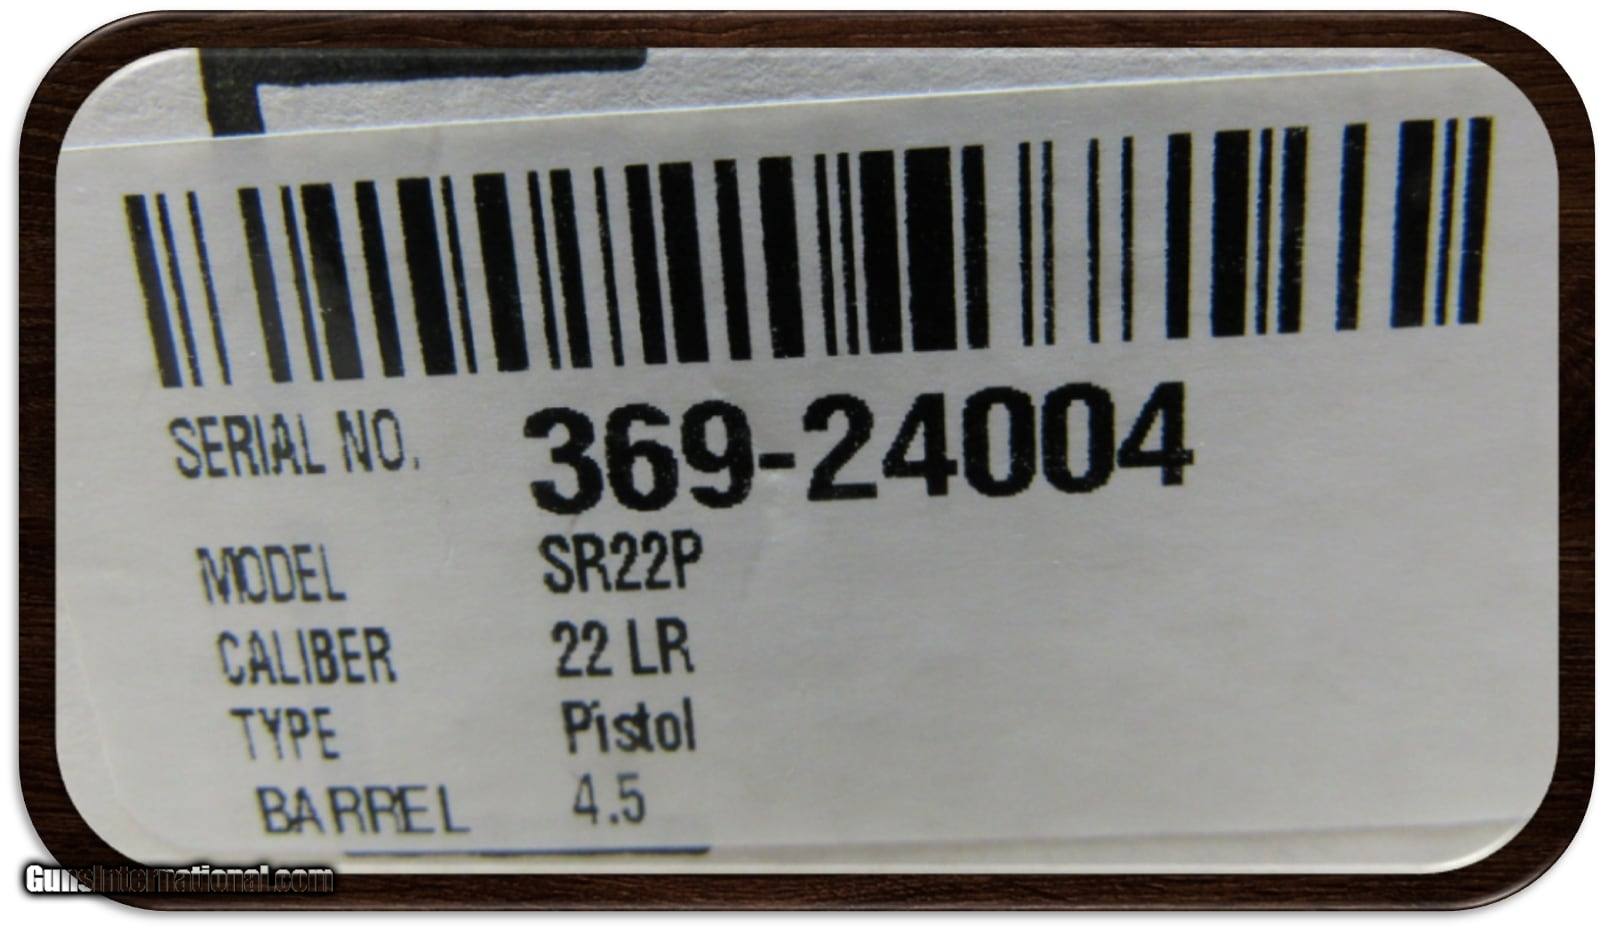 SERIAL NO. 369-24004
MODEL SR22P
CALIBER 22 LR
TYPE Pistol
BARREL 4.5
GunsInternational.com